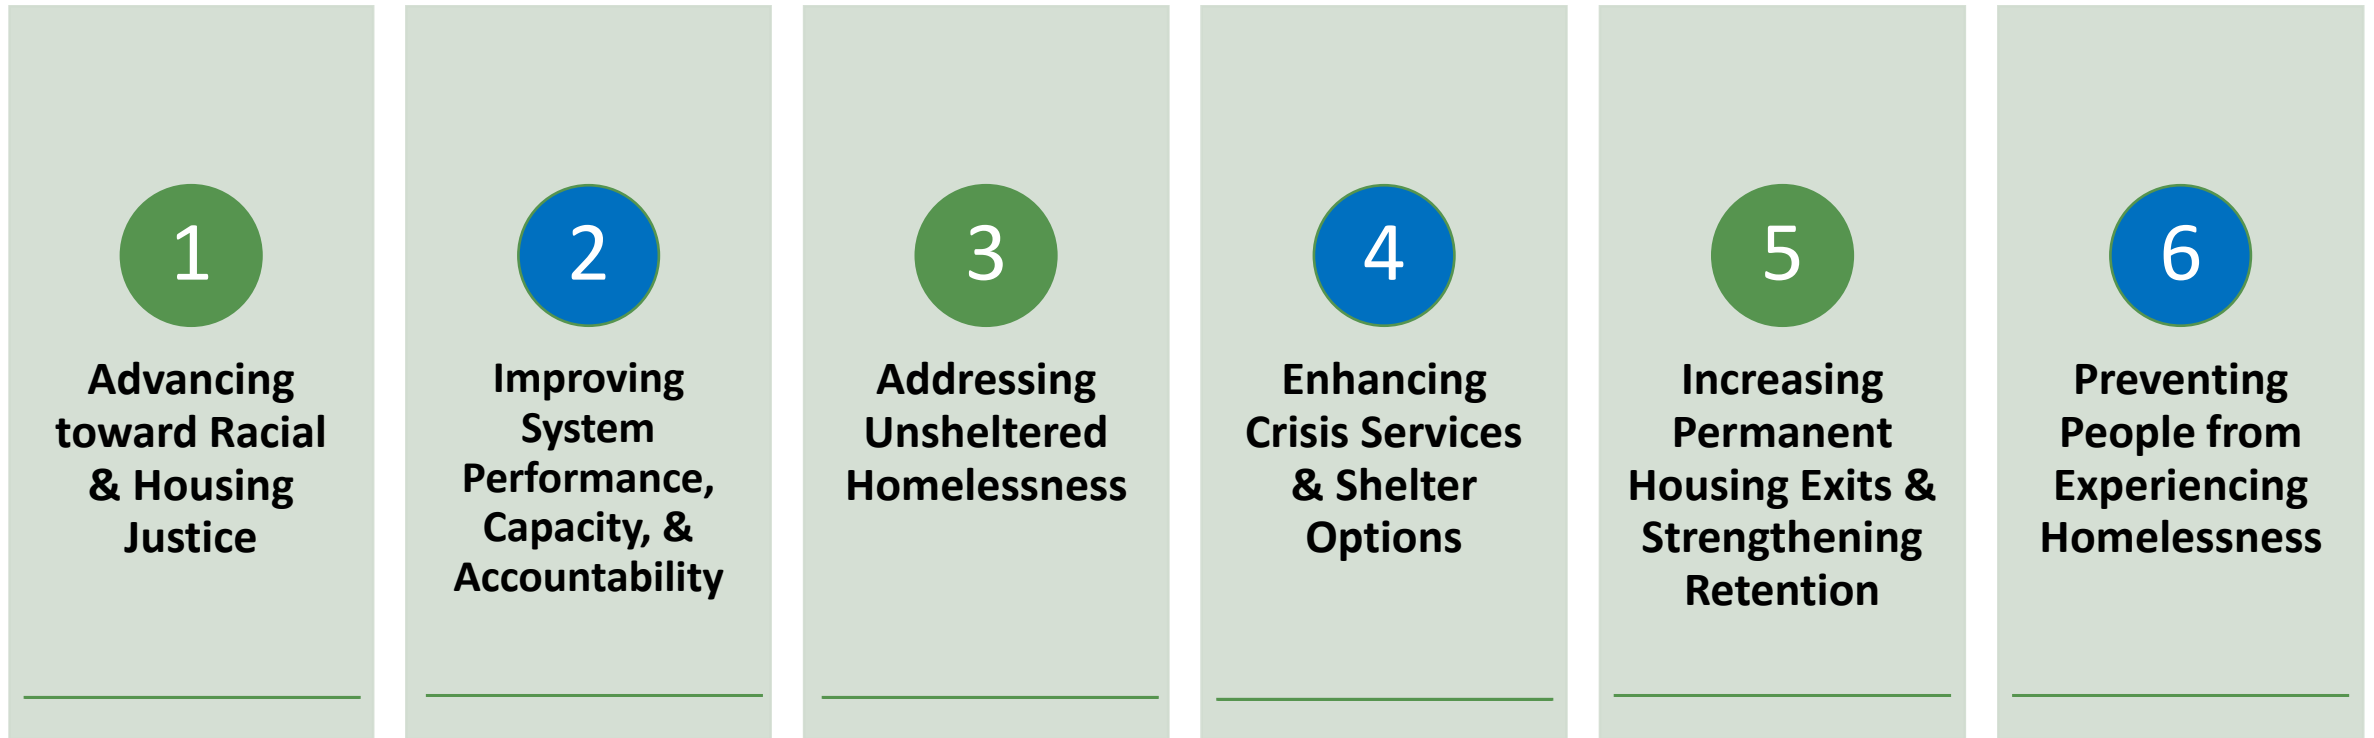 1
Advancing
toward Racial
& Housing
Justice
2
Improving
System
Performance,
Capacity, &
Accountability
3
Addressing
Unsheltered
Homelessness
4
Enhancing
Crisis Services
& Shelter
Options
5
Increasing
Permanent
Housing Exits &
Strengthening
Retention
6
Preventing
People from
Experiencing
Homelessness